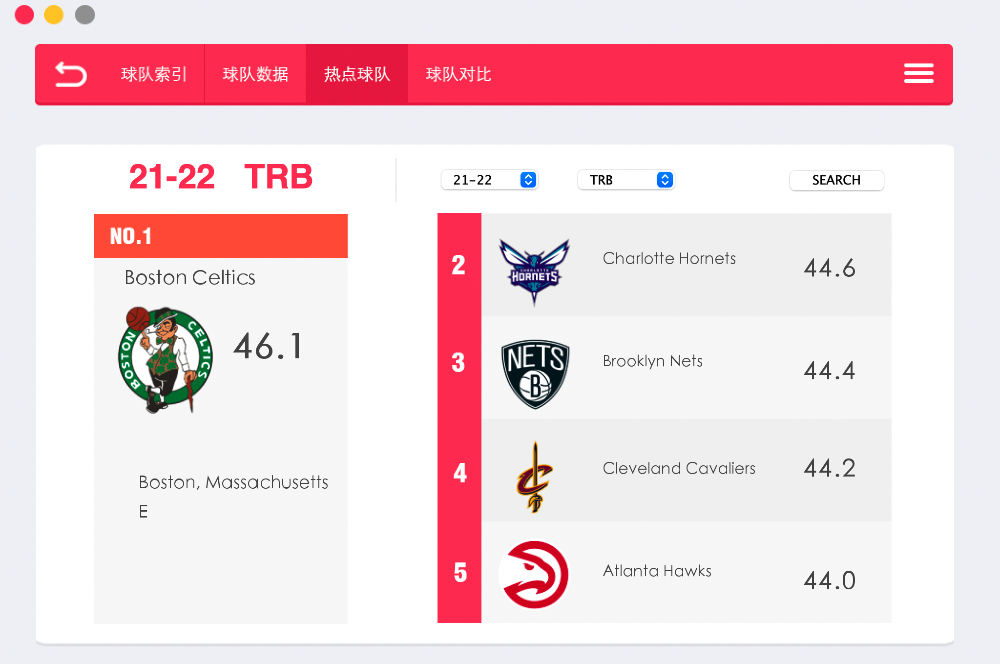 球队索引 球队数据 热点球队 球队对比
21-22 TRB
21-22 TRB SEARCH
NO.1
Boston Celtics
BOSTON CELTICS
46.1
Boston, Massachusetts
E
2 CHARLOTTE HORNETS Charlotte Hornets 44.6
3 NETS B Brooklyn Nets 44.4
4 C Cleveland Cavaliers 44.2
5 Atlanta Hawks 44.0